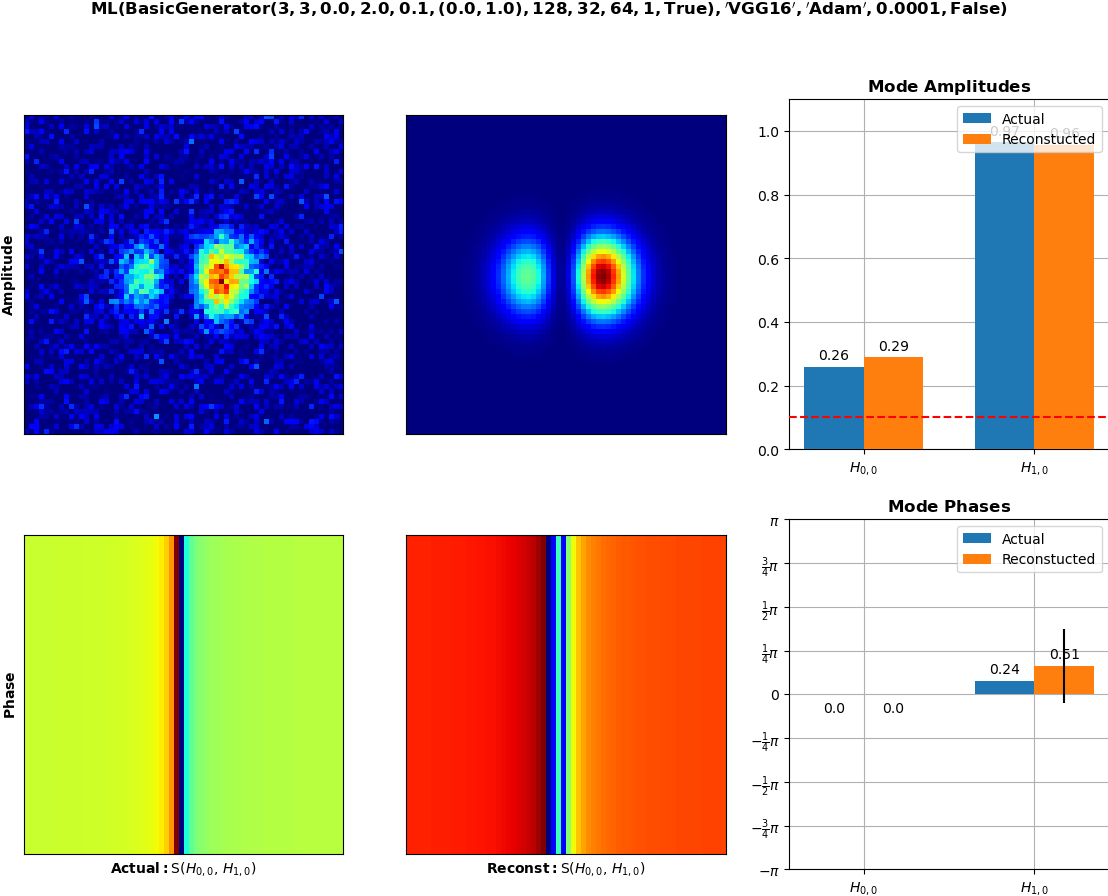 ML(BasicGenerator(3, 3, 0.0, 2.0, 0.1, (0.0, 1.0), 128, 32, 64, 1, True), 'VGG16', 'Adam', 0.0001, False)
Mode Amplitudes
Actual
Reconstucted
0.97
0.96
1.0
0.8
0.6
0.4
0.2
0.0
0.26
0.29
H0, 0
H1, 0
Amplitude
Mode Phases
Actual
Reconstucted
π
3/4π
1/2π
1/4π
0
−1/4π
−1/2π
−3/4π
−π
0.0
0.0
0.24
0.51
H0, 0
H1, 0
Phase
Actual: S(H0, 0, H1, 0)
Reconst: S(H0, 0, H1, 0)